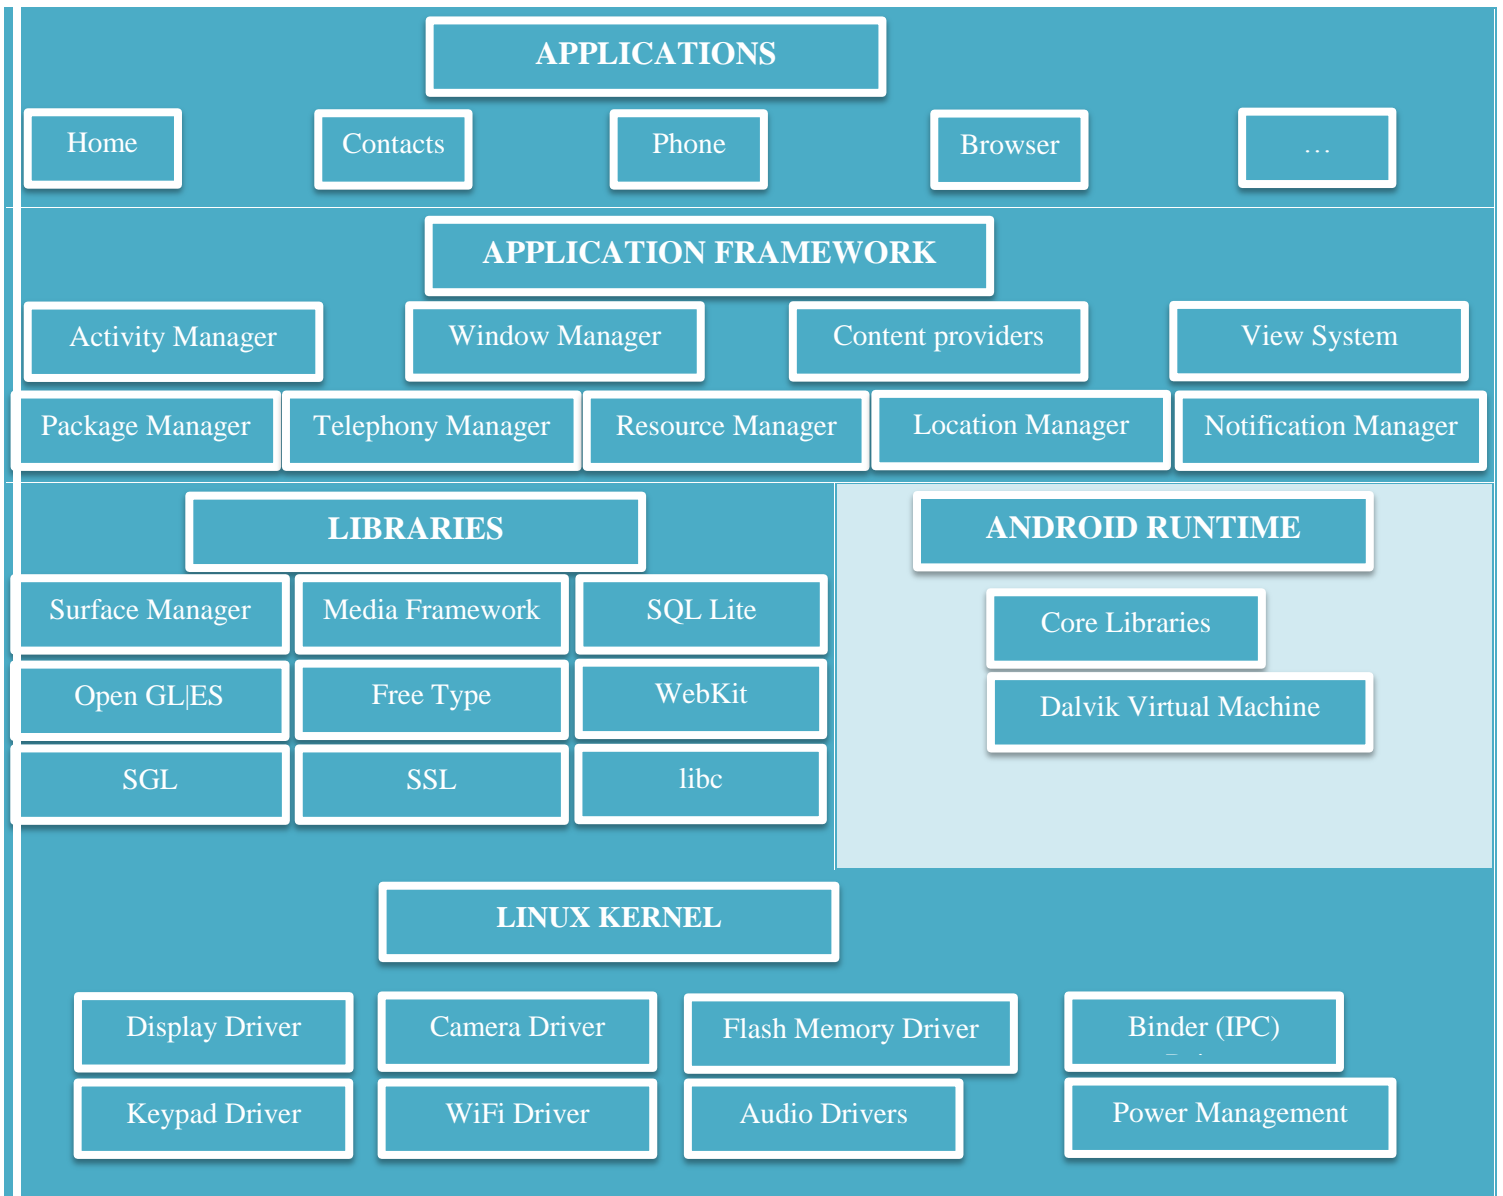 APPLICATIONS
Home
Contacts
Phone
Browser
…
APPLICATION FRAMEWORK
Activity Manager
Window Manager
Content providers
View System
Package Manager
Telephony Manager
Resource Manager
Location Manager
Notification Manager
LIBRARIES
ANDROID RUNTIME
Surface Manager
Media Framework
SQL Lite
Open GL|ES
Free Type
WebKit
SGL
SSL
libc
Core Libraries
Dalvik Virtual Machine
LINUX KERNEL
Display Driver
Camera Driver
Flash Memory Driver
Binder (IPC)
Keypad Driver
WiFi Driver
Audio Drivers
Power Management